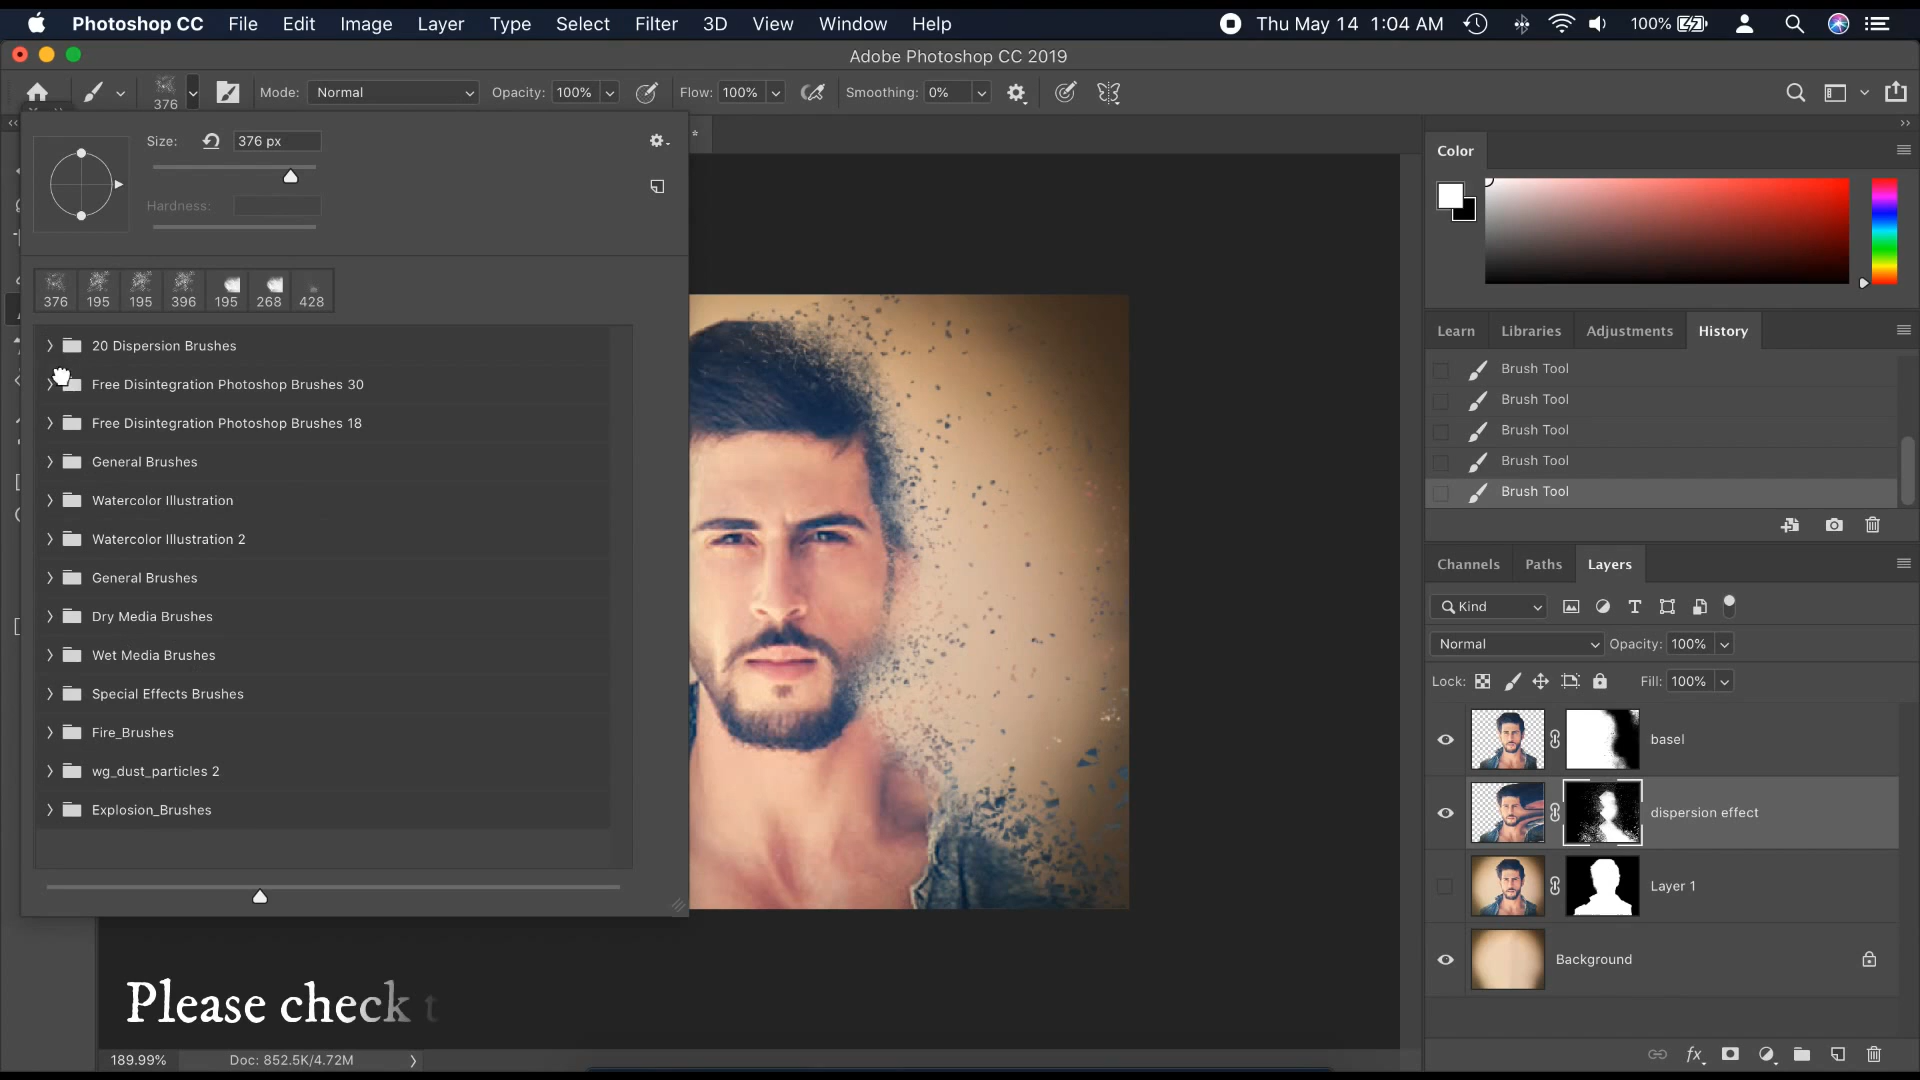 Photoshop CC File Edit Image Layer Type Select Filter 3D View Window Help Thu May 14 1:04 AM 100%
Adobe Photoshop CC 2019
376 Mode: Normal Opacity: 100% Flow: 100% Smoothing: 0%
Size: 376 px
Hardness:
376 195 195 396 195 268 428
20 Dispersion Brushes
Free Disintegration Photoshop Brushes 30
Free Disintegration Photoshop Brushes 18
General Brushes
Watercolor Illustration
Watercolor Illustration 2
General Brushes
Dry Media Brushes
Wet Media Brushes
Special Effects Brushes
Fire_Brushes
wg_dust_particles 2
Explosion_Brushes
Please check t
189.99% Doc: 852.5K/4.72M
Color
Learn Libraries Adjustments History
Brush Tool
Brush Tool
Brush Tool
Brush Tool
Brush Tool
Channels Paths Layers
Kind
Normal Opacity: 100%
Lock: Fill: 100%
basel
dispersion effect
Layer 1
Background
fx